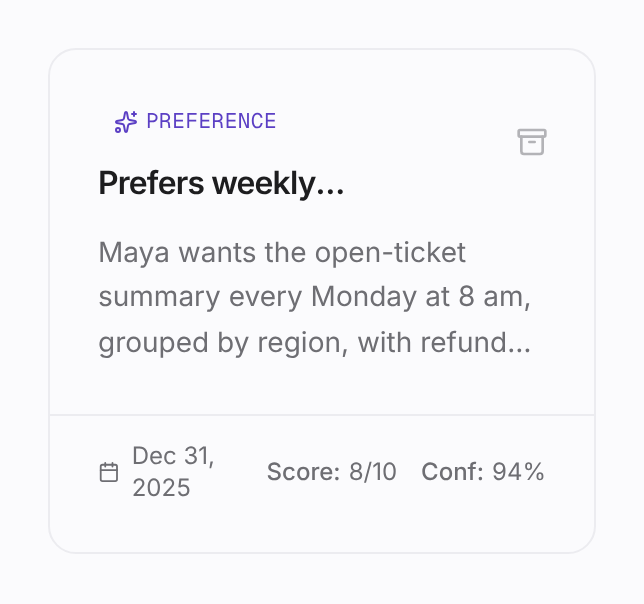 PREFERENCE
Prefers weekly...
Maya wants the open-ticket
summary every Monday at 8 am,
grouped by region, with refund...
Dec 31,
2025
Score: 8/10
Conf: 94%